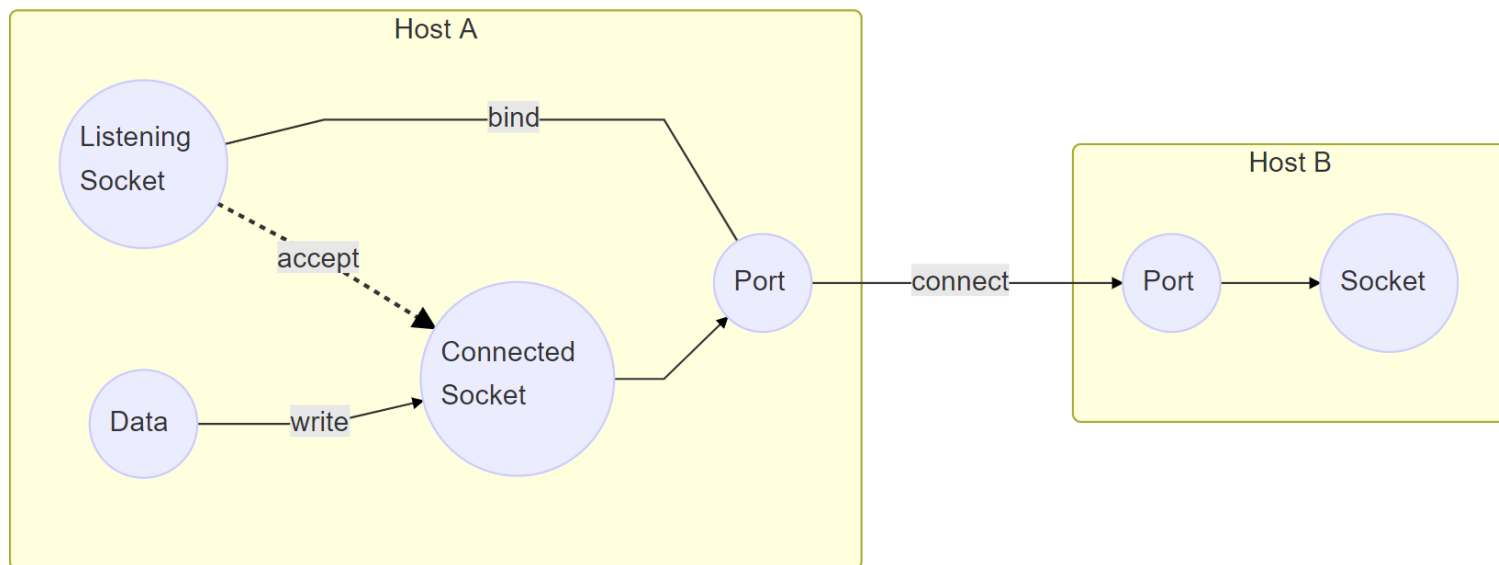 Host A
Listening
Socket
bind
accept
Connected
Socket
Data
write
Port
connect
Host B
Port
Socket